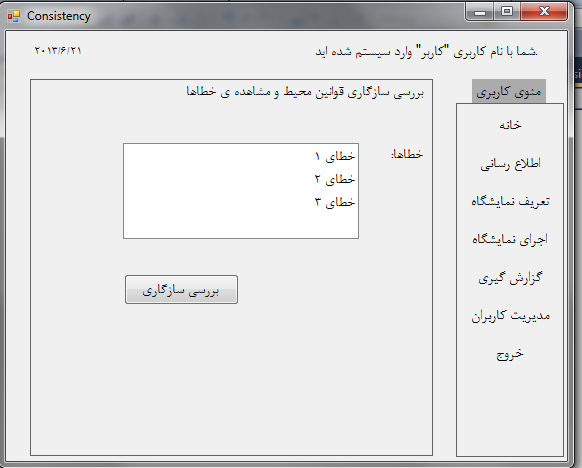 Consistency
شما با نام کاربری "کاربر" وارد سیستم شده اید.
۲۰۱۳/۶/۲۱
منوی کاربری
خانه
اطلاع رسانی
تعریف نمایشگاه
اجرای نمایشگاه
گزارش گیری
مدیریت کاربران
خروج
بررسی سازگاری قوانین محیط و مشاهده ی خطاها
خطاها:
خطای ۱
خطای ۲
خطای ۳
بررسی سازگاری